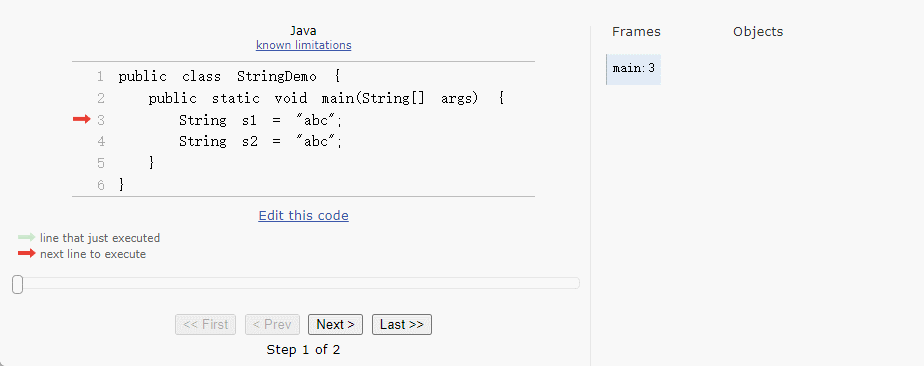 Java
known limitations
1 public class StringDemo {
2 public static void main(String[] args) {
3 String s1 = "abc";
4 String s2 = "abc";
5 }
6 }
Edit this code
line that just executed
next line to execute
<< First < Prev Next > Last >>
Step 1 of 2
Frames Objects
main:3